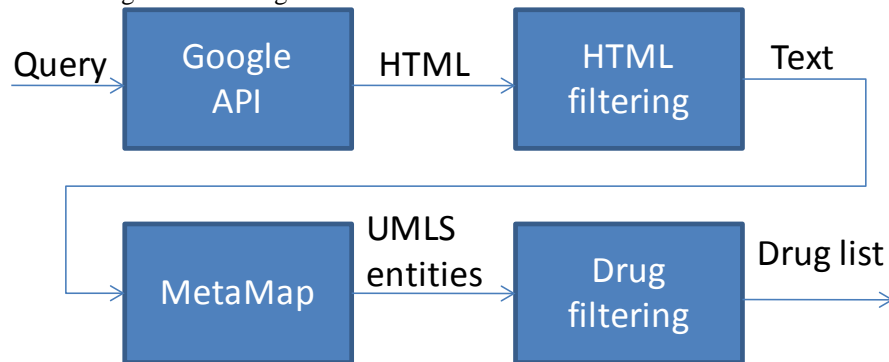 Query
Google
API
HTML
HTML
filtering
Text
MetaMap
UMLS
entities
Drug
filtering
Drug list